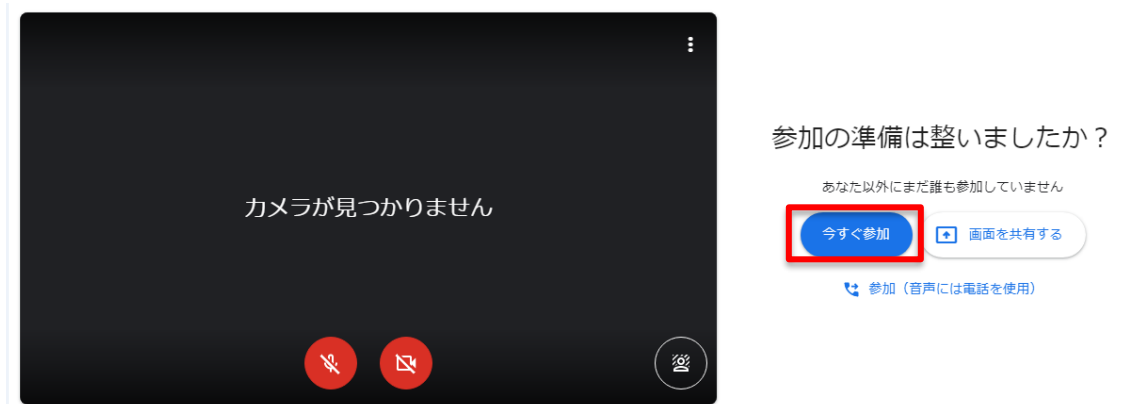 カメラが見つかりません
参加の準備は整いましたか？
あなた以外にまだ誰も参加していません
今すぐ参加
画面を共有する
参加（音声には電話を使用）